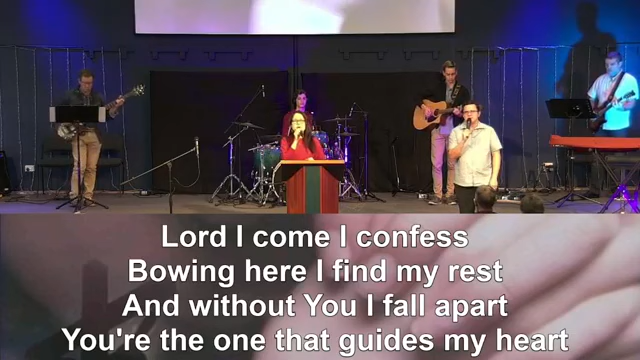 Lord I come I confess
Bowing here I find my rest
And without You I fall apart
You're the one that guides my heart